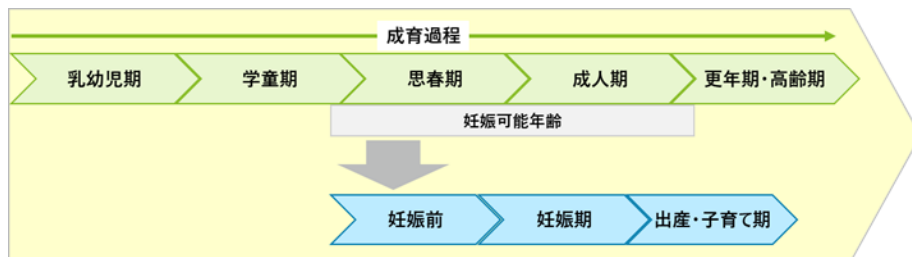 成育過程
乳幼児期
学童期
思春期
成人期
更年期・高齢期
妊娠可能年齢
妊娠前
妊娠期
出産・子育て期